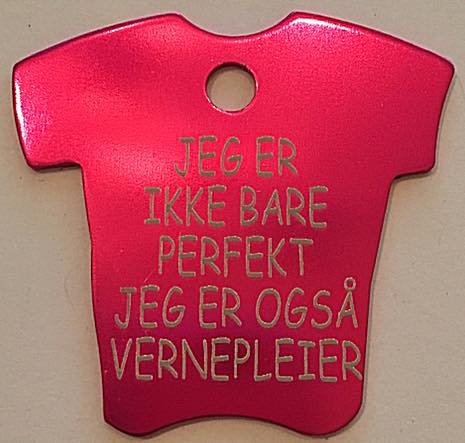 JEG ER
IKKE BARE
PERFEKT
JEG ER OGSÅ
VERNEPLEIER